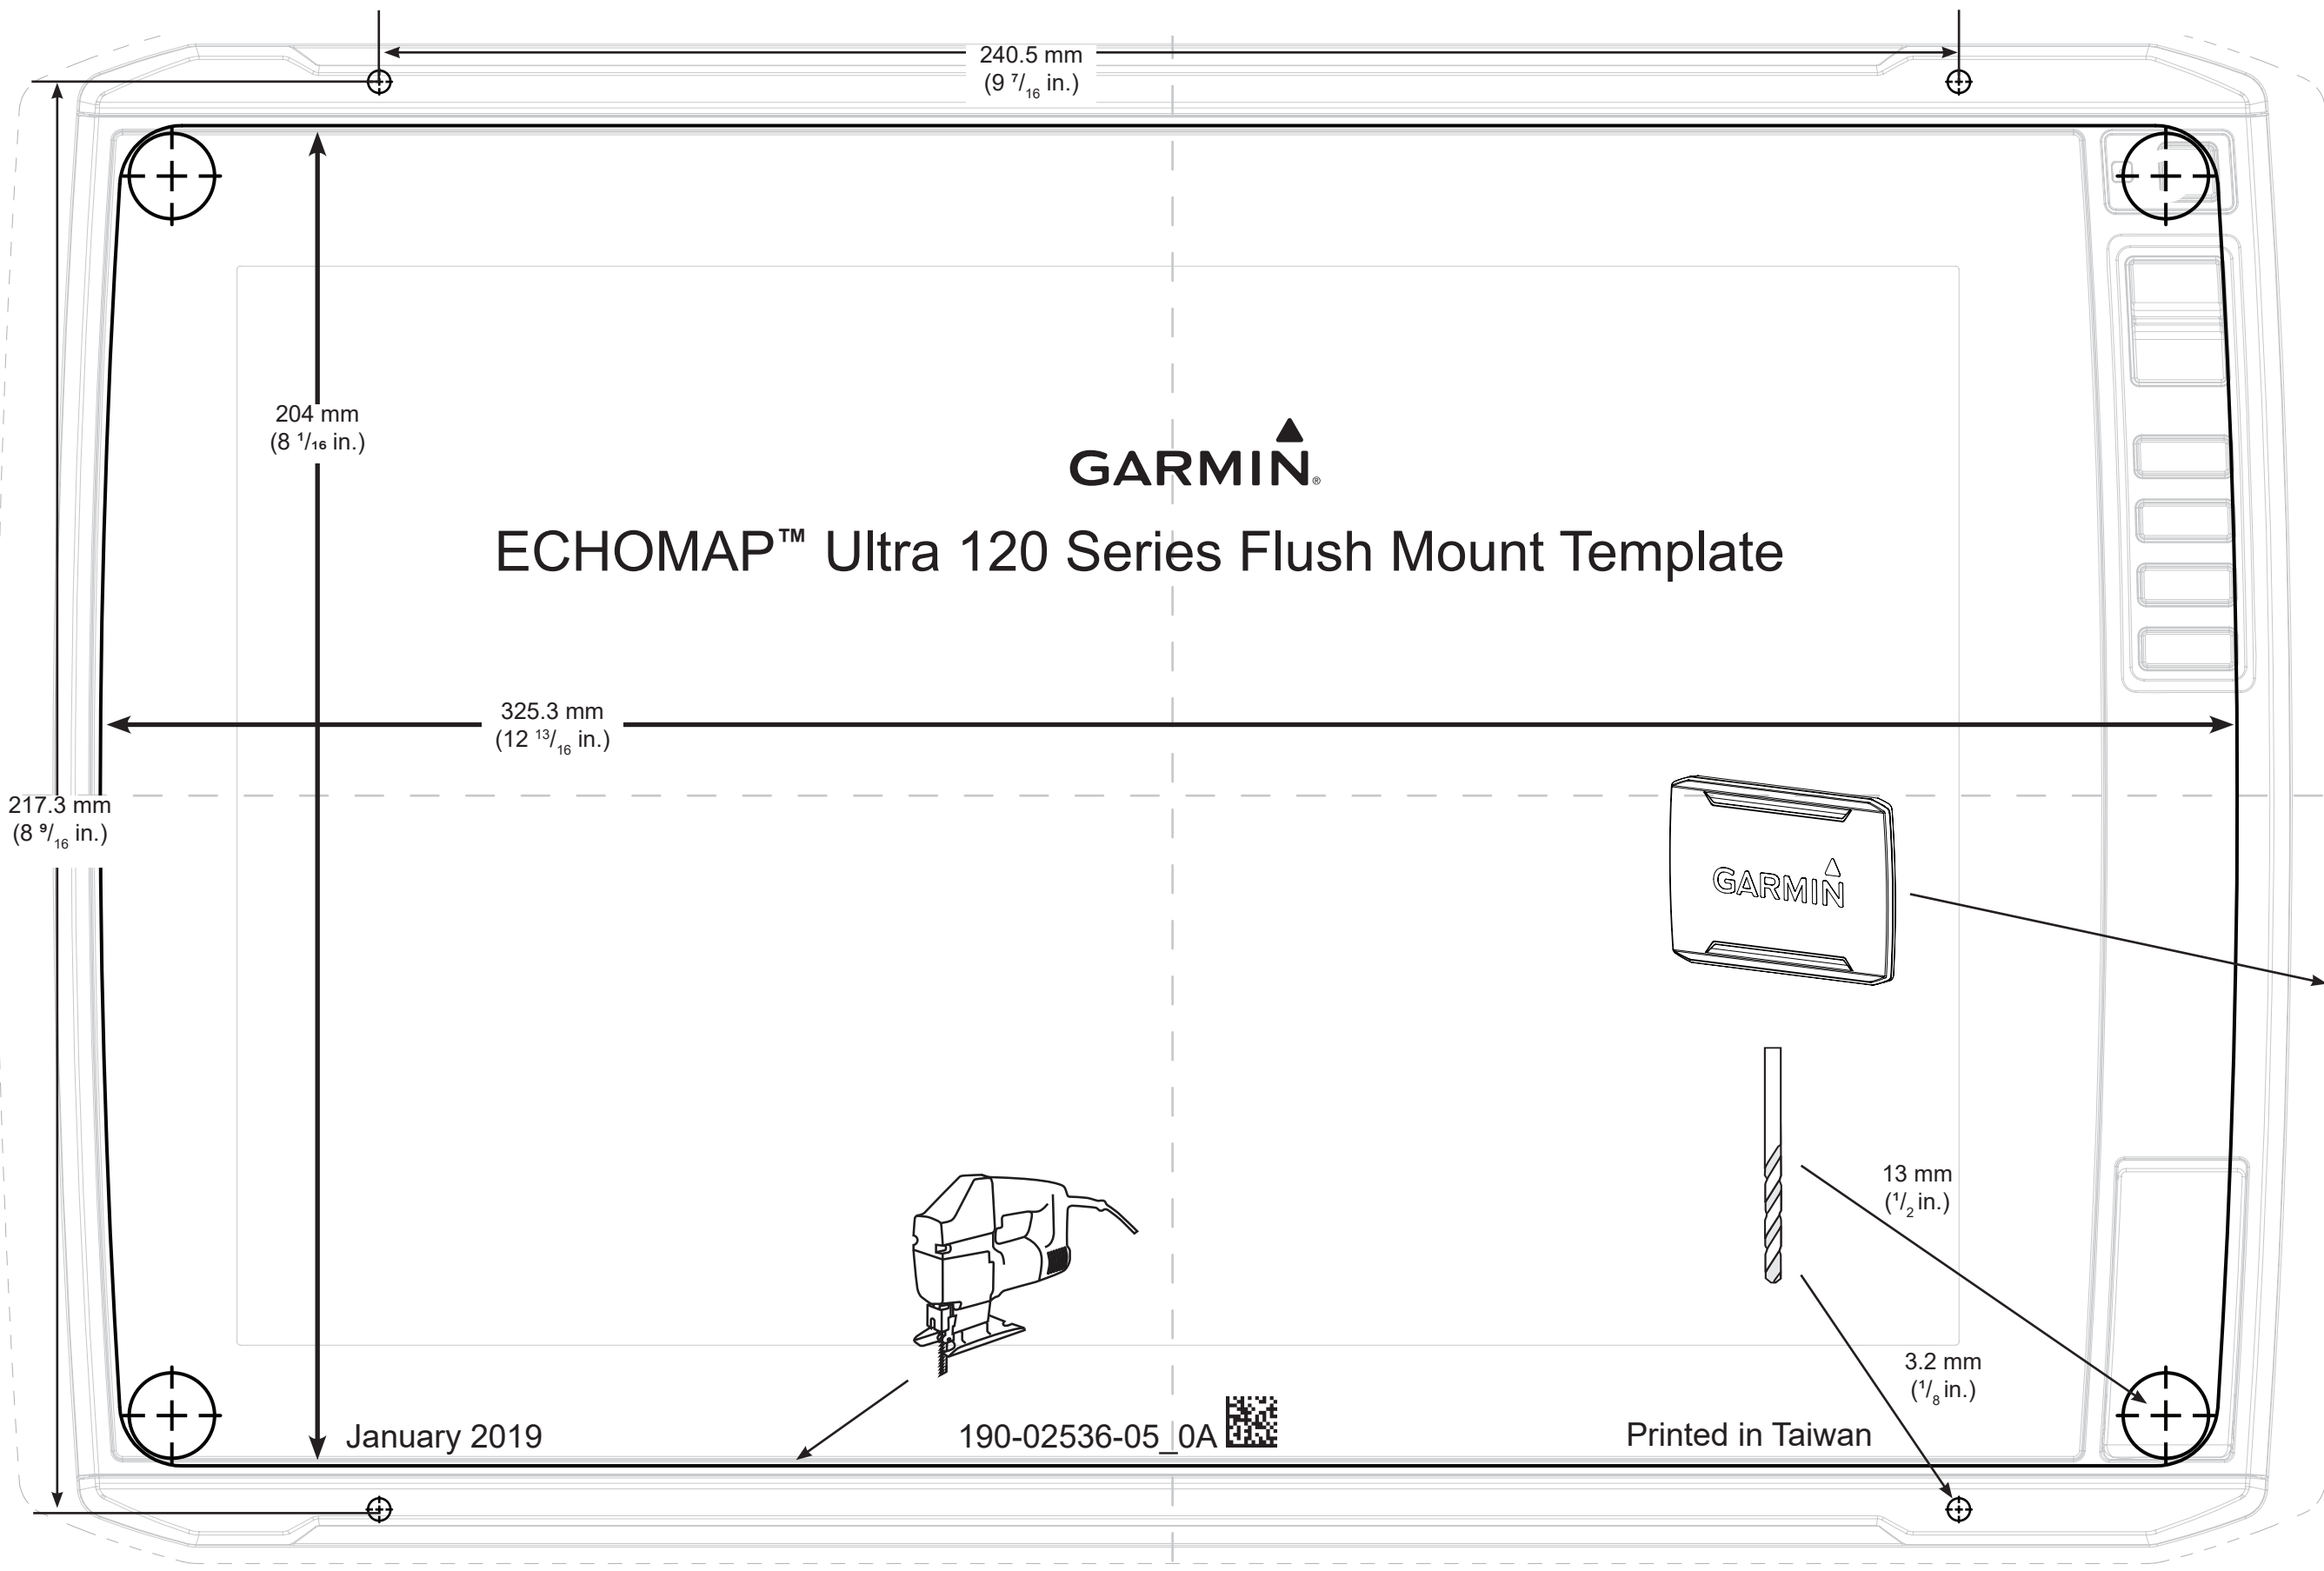 240.5 mm
(9 7/16 in.)
204 mm
(8 1/16 in.)
GARMIN®
ECHOMAP™ Ultra 120 Series Flush Mount Template
325.3 mm
(12 13/16 in.)
217.3 mm
(8 9/16 in.)
GARMIN
13 mm
(1/2 in.)
3.2 mm
(1/8 in.)
January 2019
190-02536-05_0A
Printed in Taiwan